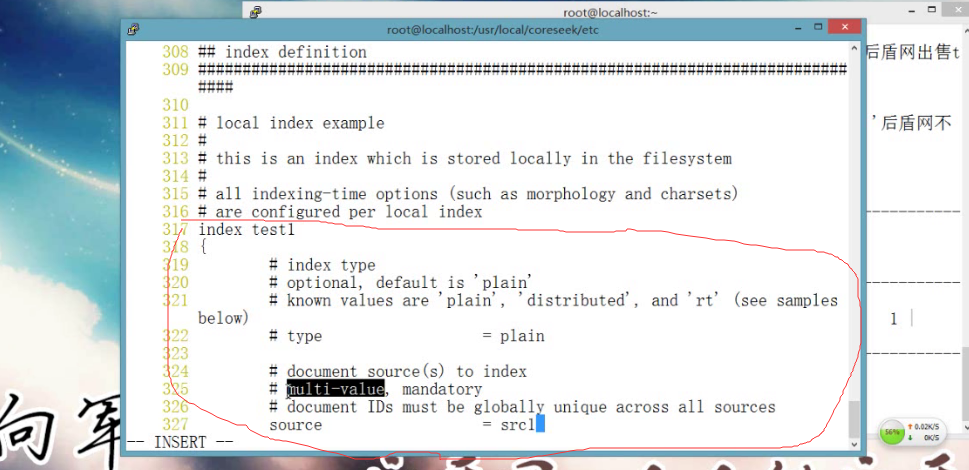 root@localhost:~
root@localhost:/usr/local/coreseek/etc
308 ## index definition
309 #########################################################################
####
310
311 # local index example
312 #
313 # this is an index which is stored locally in the filesystem
314 #
315 # all indexing-time options (such as morphology and charsets)
316 # are configured per local index
317 index test1
318 {
319 # index type
320 # optional, default is 'plain'
321 # known values are 'plain', 'distributed', and 'rt' (see samples
below)
322 # type = plain
323
324 # document source(s) to index
325 # multi-value, mandatory
326 # document IDs must be globally unique across all sources
327 source = src1
-- INSERT --
后盾网出售t
'后盾网不
1 |
56%
0.02K/S
0K/S
向军